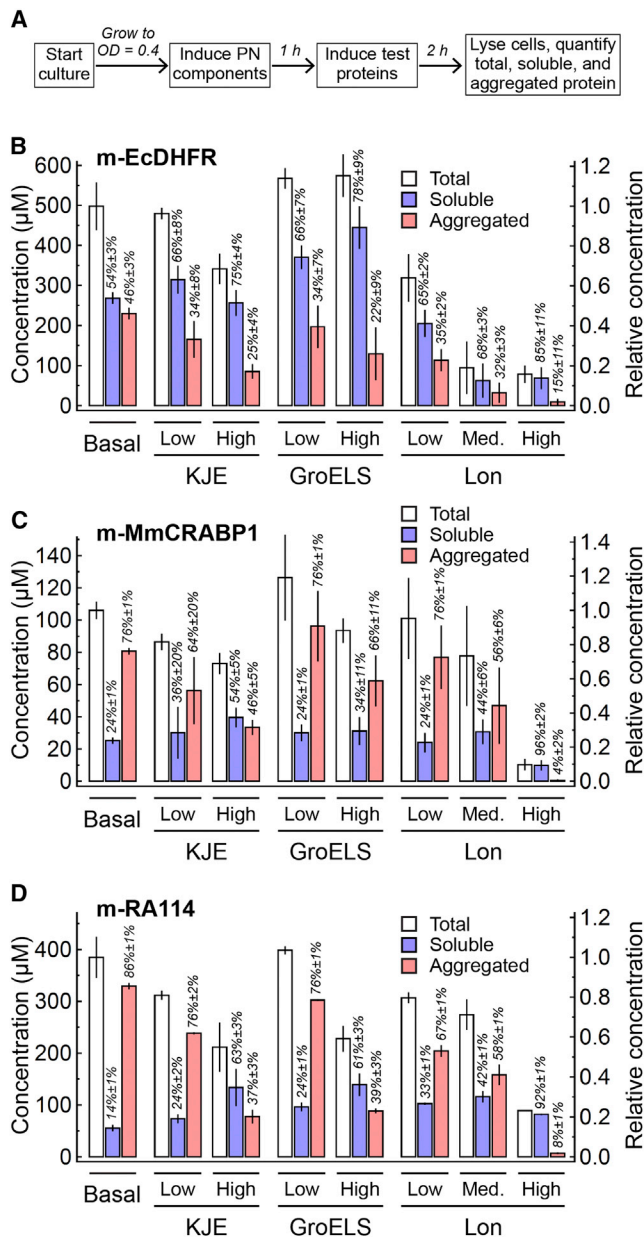 A
Grow to
OD = 0.4
1 h
2 h
Start
culture
Induce PN
components
Induce test
proteins
Lyse cells, quantify
total, soluble, and
aggregated protein
B
m-EcDHFR
Concentration (µM)
600
500
400
300
200
100
0
54%±3%
46%±3%
66%±8%
34%±8%
75%±4%
25%±4%
66%±7%
34%±7%
78%±9%
22%±9%
65%±2%
35%±2%
68%±3%
32%±3%
85%±11%
15%±11%
Total
Soluble
Aggregated
1.2
1.0
0.8
0.6
0.4
0.2
0.0
Relative concentration
Basal
Low
High
Low
High
Low
Med.
High
KJE
GroELS
Lon
C
m-MmCRABP1
Concentration (µM)
140
120
100
80
60
40
20
0
24%±1%
76%±1%
36%±20%
64%±20%
54%±5%
46%±5%
24%±1%
76%±1%
34%±11%
66%±11%
24%±1%
76%±1%
44%±6%
56%±6%
96%±2%
4%±2%
Total
Soluble
Aggregated
1.4
1.2
1.0
0.8
0.6
0.4
0.2
0.0
Relative concentration
Basal
Low
High
Low
High
Low
Med.
High
KJE
GroELS
Lon
D
m-RA114
Concentration (µM)
400
300
200
100
0
14%±1%
86%±1%
24%±2%
76%±2%
63%±3%
37%±3%
24%±1%
76%±1%
61%±3%
39%±3%
33%±1%
67%±1%
42%±1%
58%±1%
92%±1%
8%±1%
Total
Soluble
Aggregated
1.2
1.0
0.8
0.6
0.4
0.2
0.0
Relative concentration
Basal
Low
High
Low
High
Low
Med.
High
KJE
GroELS
Lon